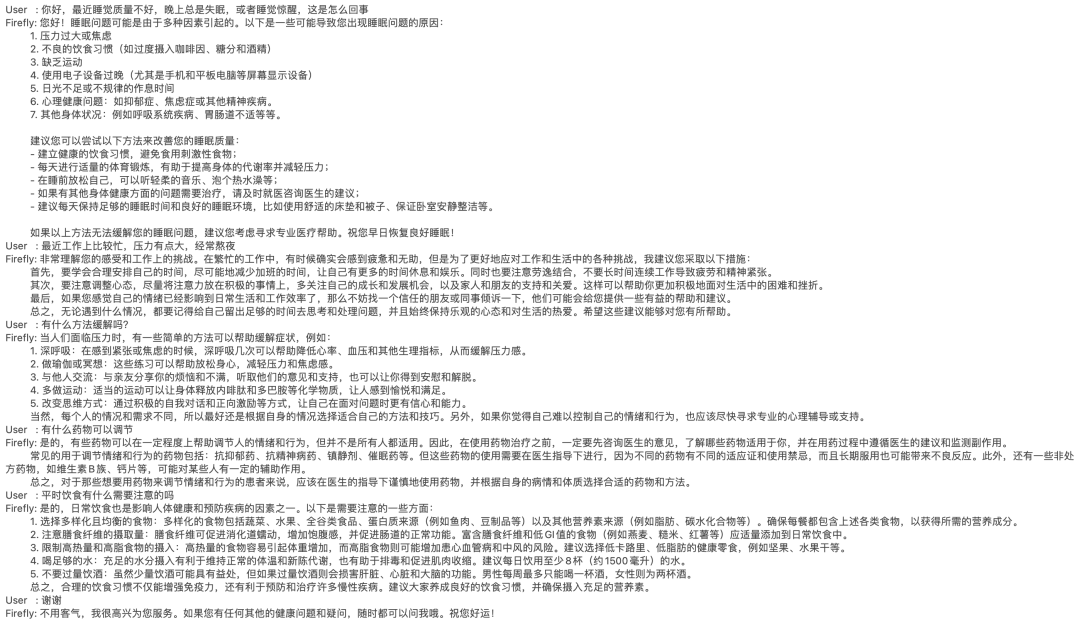 User : 你好，最近睡觉质量不好，晚上总是失眠，或者睡觉惊醒，这是怎么回事
Firefly: 您好！睡眠问题可能是由于多种因素引起的。以下是一些可能导致您出现睡眠问题的原因：
1. 压力过大或焦虑
2. 不良的饮食习惯（如过度摄入咖啡因、糖分和酒精）
3. 缺乏运动
4. 使用电子设备过晚（尤其是手机和平板电脑等屏幕显示设备）
5. 日光不足或不规律的作息时间
6. 心理健康问题：如抑郁症、焦虑症或其他精神疾病。
7. 其他身体状况：例如呼吸系统疾病、胃肠道不适等等。
建议您可以尝试以下方法来改善您的睡眠质量：
- 建立健康的饮食习惯，避免食用刺激性食物；
- 每天进行适量的体育锻炼，有助于提高身体的代谢率并减轻压力；
- 在睡前放松自己，可以听轻柔的音乐、泡个热水澡等；
- 如果有其他身体健康方面的问题需要治疗，请及时就医咨询医生的建议；
- 建议每天保持足够的睡眠时间和良好的睡眠环境，比如使用舒适的床垫和被子、保证卧室安静整洁等。
如果以上方法无法缓解您的睡眠问题，建议您考虑寻求专业医疗帮助。祝您早日恢复良好睡眠！
User : 最近工作上比较忙，压力有点大，经常熬夜
Firefly: 非常理解您的感受和工作上的挑战。在繁忙的工作中，有时候确实会感到疲惫和无助，但是为了更好地应对工作和生活中的各种挑战，我建议您采取以下措施：
首先，要学会合理安排自己的时间，尽可能地减少加班的时间，让自己有更多的时间休息和娱乐。同时也要注意劳逸结合，不要长时间连续工作导致疲劳和精神紧张。
其次，要注意调整心态，尽量将注意力放在积极的事情上，多关注自己的成长和发展机会，以及家人和朋友的支持和关爱。这样可以帮助你更加积极地面对生活中的困难和挫折。
最后，如果您感觉自己的情绪已经影响到日常生活和工作效率了，那么不妨找一个信任的朋友或同事倾诉一下，他们可能会给您提供一些有益的帮助和建议。
总之，无论遇到什么情况，都要记得给自己留出足够的时间去思考和处理问题，并且始终保持乐观的心态和对生活的热爱。希望这些建议能够对您有所帮助。
User : 有什么方法缓解吗？
Firefly: 当人们面临压力时，有一些简单的方法可以帮助缓解症状，例如：
1. 深呼吸：在感到紧张或焦虑的时候，深呼吸几次可以帮助降低心率、血压和其他生理指标，从而缓解压力感。
2. 做瑜伽或冥想：这些练习可以帮助放松身心，减轻压力和焦虑感。
3. 与他人交流：与亲友分享你的烦恼和不满，听取他们的意见和支持，也可以让你得到安慰和解脱。
4. 多做运动：适当的运动可以让身体释放内啡肽和多巴胺等化学物质，让人感到愉悦和满足。
5. 改变思维方式：通过积极的自我对话和正向激励等方式，让自己在面对问题时更有信心和能力。
当然，每个人的情况和需求不同，所以最好还是根据自身的情况选择适合自己的方法和技巧。另外，如果你觉得自己难以控制自己的情绪和行为，也应该尽快寻求专业的心理辅导或支持。
User : 有什么药物可以调节
Firefly: 是的，有些药物可以在一定程度上帮助调节人的情绪和行为，但并不是所有人都适用。因此，在使用药物治疗之前，一定要先咨询医生的意见，了解哪些药物适用于你，并在用药过程中遵循医生的建议和监测副作用。
常见的用于调节情绪和行为的药物包括：抗抑郁药、抗精神病药、镇静剂、催眠药等。但这些药物的使用需要在医生指导下进行，因为不同的药物有不同的适应症和使用禁忌，而且长期服用也可能带来不良反应。此外，还有一些非处
方药物，如维生素B族、钙片等，可能对某些人有一定的辅助作用。
总之，对于那些想要用药物来调节情绪和行为的患者来说，应该在医生的指导下谨慎地使用药物，并根据自身的病情和体质选择合适的药物和方法。
User : 平时饮食有什么需要注意的吗
Firefly: 是的，日常饮食也是影响人体健康和预防疾病的因素之一。以下是需要注意的一些方面：
1. 选择多样化且均衡的食物：多样化的食物包括蔬菜、水果、全谷类食品、蛋白质来源（例如鱼肉、豆制品等）以及其他营养素来源（例如脂肪、碳水化合物等）。确保每餐都包含上述各类食物，以获得所需的营养成分。
2. 注意膳食纤维的摄取量：膳食纤维可促进消化道蠕动，增加饱腹感，并促进肠道的正常功能。富含膳食纤维和低GI值的食物（例如燕麦、糙米、红薯等）应适量添加到日常饮食中。
3. 限制高热量和高脂食物的摄入：高热量的食物容易引起体重增加，而高脂食物则可能增加患心血管病和中风的风险。建议选择低卡路里、低脂肪的健康零食，例如坚果、水果干等。
4. 喝足够的水：充足的水分摄入有利于维持正常的体温和新陈代谢，也有助于排毒和促进肌肉收缩。建议每日饮用至少8杯（约1500毫升）的水。
5. 不要过量饮酒：虽然少量饮酒可能具有益处，但如果过量饮酒则会损害肝脏、心脏和大脑的功能。男性每周最多只能喝一杯酒，女性则为两杯酒。
总之，合理的饮食习惯不仅能增强免疫力，还有利于预防和治疗许多慢性疾病。建议大家养成良好的饮食习惯，并确保摄入充足的营养素。
User : 谢谢
Firefly: 不用客气，我很高兴为您服务。如果您有任何其他的健康问题和疑问，随时都可以问我哦。祝您好运！